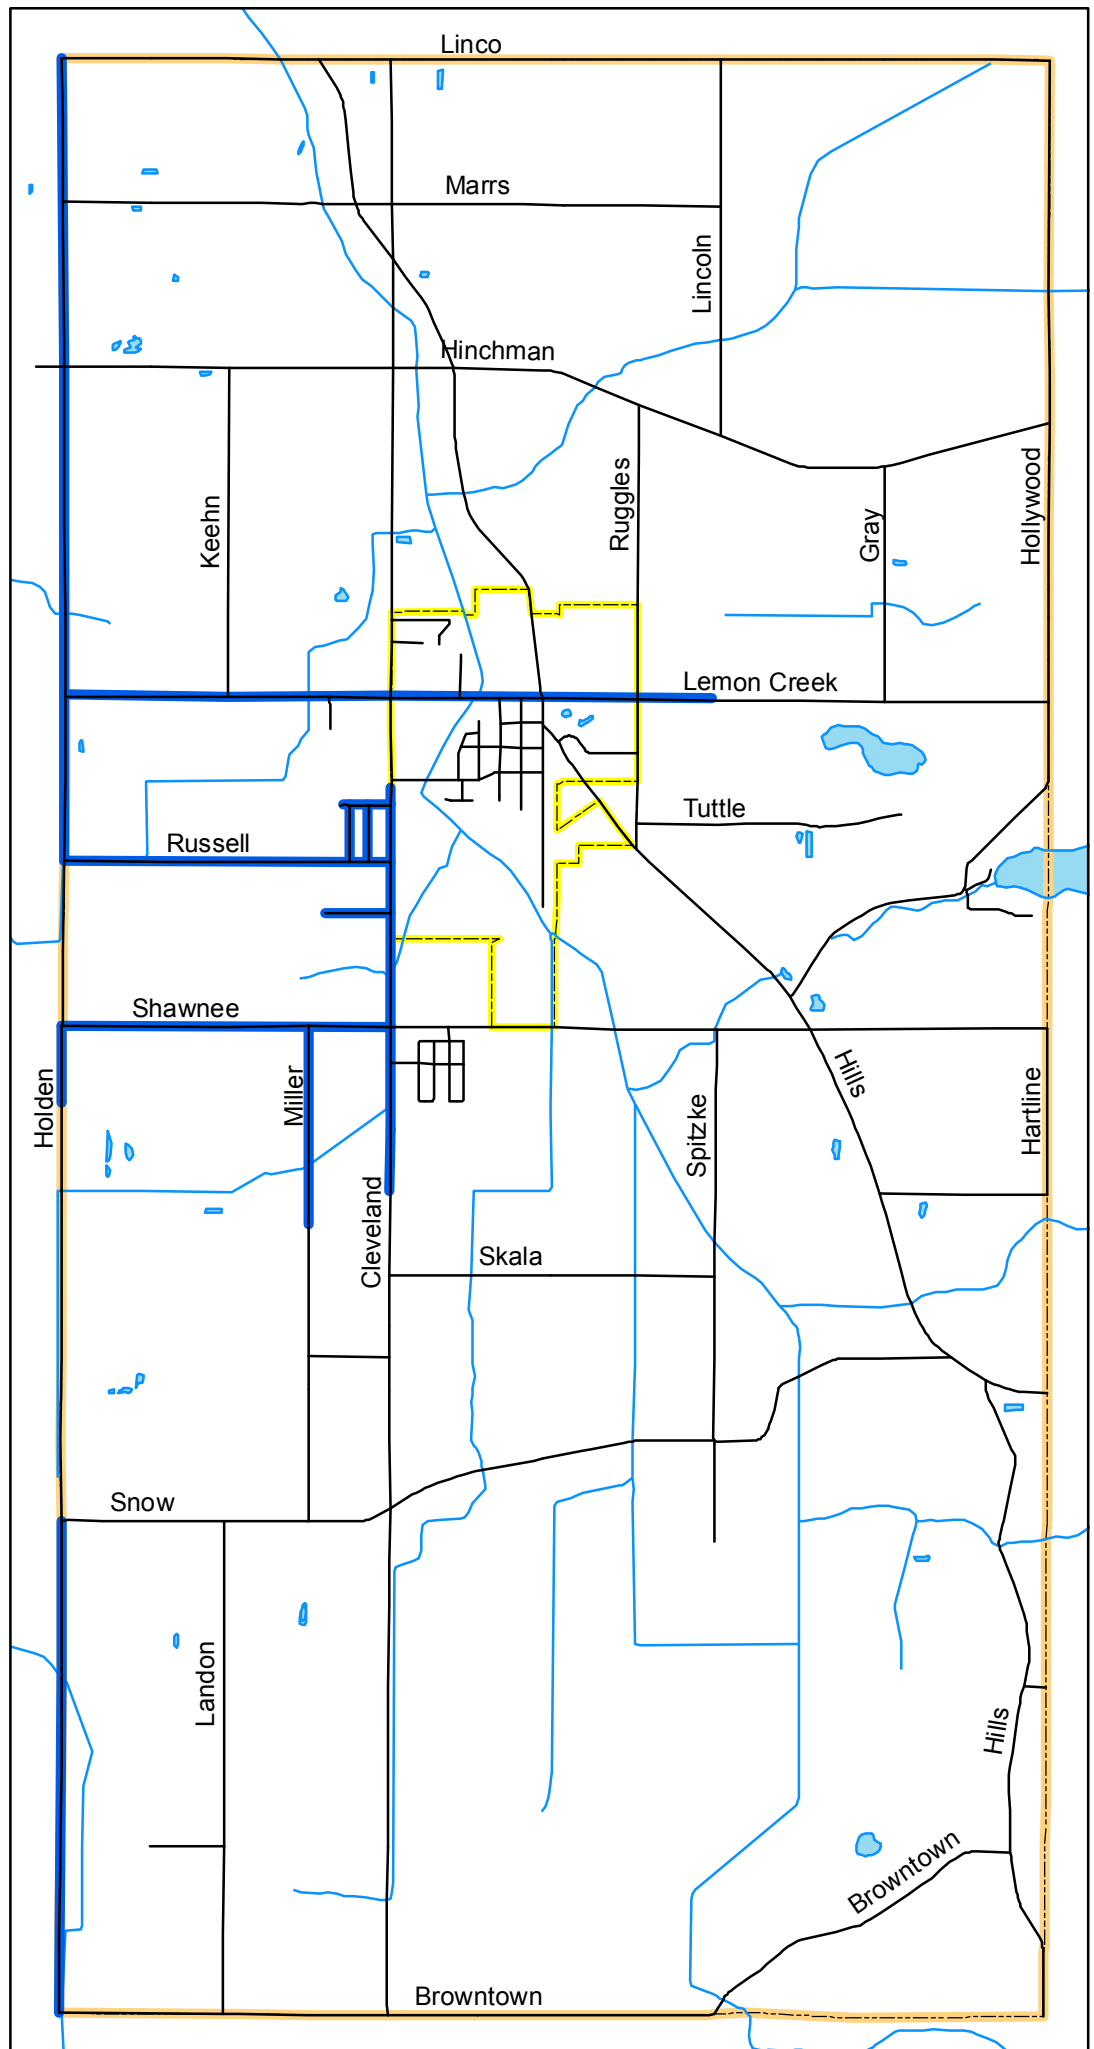 Linco
Marrs
Lincoln
Hinchman
Keehn
Ruggles
Gray
Hollywood
Lemon Creek
Tuttle
Russell
Shawnee
Holden
Miller
Hills
Hartline
Spitzke
Cleveland
Skala
Snow
Landon
Hills
Browntown
Browntown